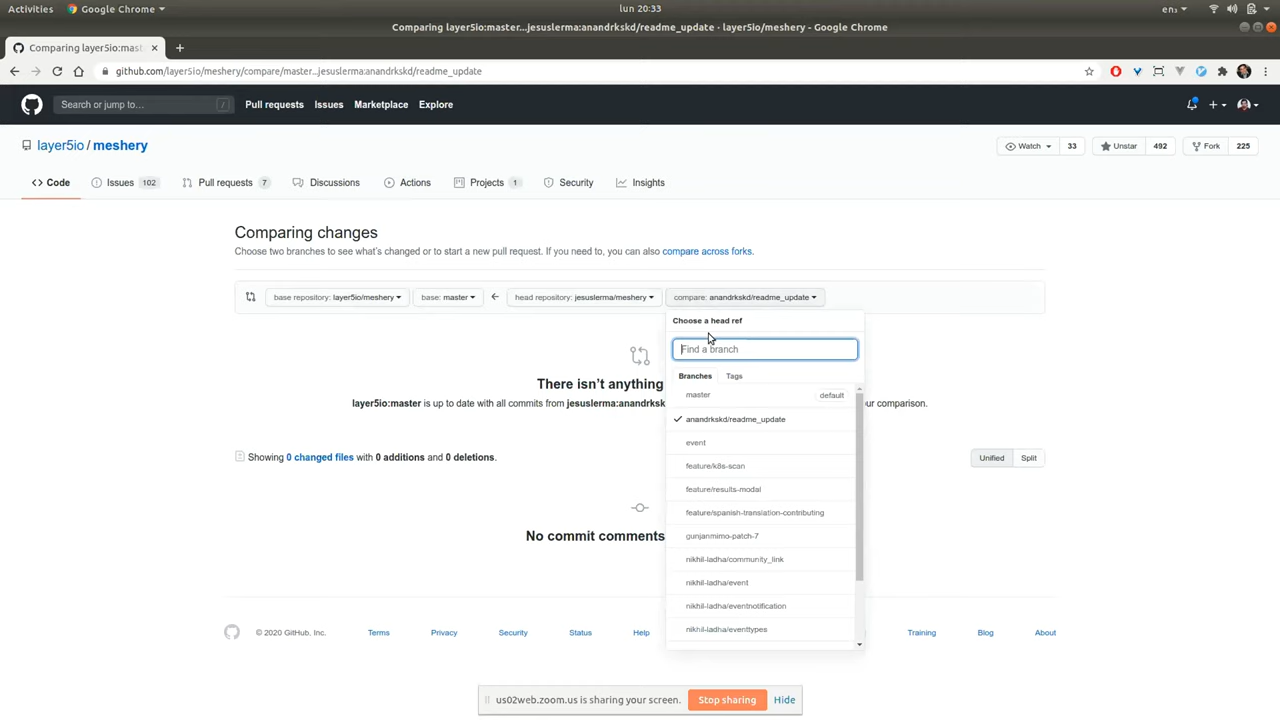 Activities
Google Chrome
lun 20:33
en₃
Comparing layer5io:master...jesuslerma:anandrkskd/readme_update · layer5io/meshery - Google Chrome
Comparing layer5io:mast
github.com/layer5io/meshery/compare/master...jesuslerma:anandrkskd/readme_update
Search or jump to...
/
Pull requests
Issues
Marketplace
Explore
layer5io / meshery
Watch
33
Unstar
492
Fork
225
Code
Issues 102
Pull requests 7
Discussions
Actions
Projects 1
Security
Insights
Comparing changes
Choose two branches to see what's changed or to start a new pull request. If you need to, you can also compare across forks.
base repository: layer5io/meshery
base: master
head repository: jesuslerma/meshery
compare: anandrkskd/readme_update
Choose a head ref
Find a branch
Branches
Tags
master
default
anandrkskd/readme_update
event
feature/k8s-scan
feature/results-modal
feature/spanish-translation-contributing
gunjanmimo-patch-7
nikhil-ladha/community_link
nikhil-ladha/event
nikhil-ladha/eventnotification
nikhil-ladha/eventtypes
There isn't anything
layer5io:master is up to date with all commits from jesuslerma:anandrksk
ur comparison.
Showing 0 changed files with 0 additions and 0 deletions.
Unified
Split
No commit comments
© 2020 GitHub, Inc.
Terms
Privacy
Security
Status
Help
Training
Blog
About
us02web.zoom.us is sharing your screen.
Stop sharing
Hide